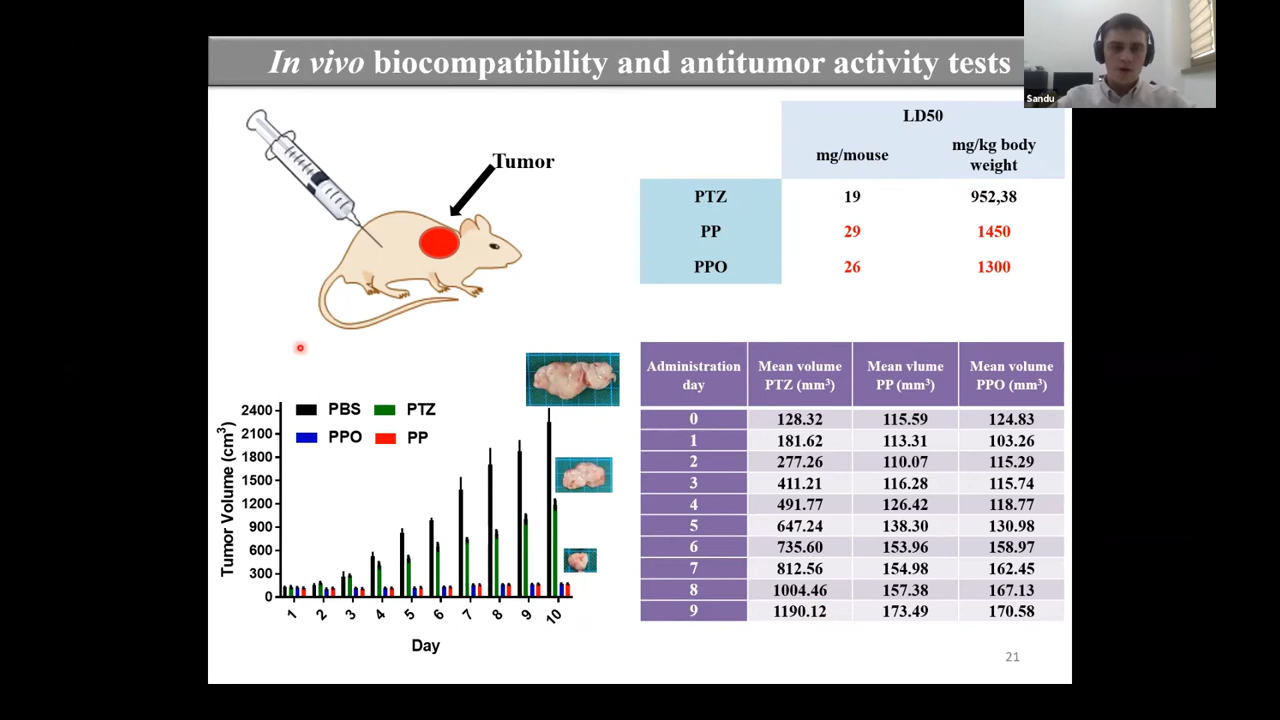 In vivo biocompatibility and antitumor activity tests
Sandu
Tumor
LD50
mg/mouse mg/kg body weight
PTZ 19 952,38
PP 29 1450
PPO 26 1300
PBS PTZ
PPO PP
Tumor Volume (cm3)
2400
2100
1800
1500
1200
900
600
300
0
1 2 3 4 5 6 7 8 9 10
Day
Administration day Mean volume PTZ (mm3) Mean vlume PP (mm3) Mean volume PPO (mm3)
0 128.32 115.59 124.83
1 181.62 113.31 103.26
2 277.26 110.07 115.29
3 411.21 116.28 115.74
4 491.77 126.42 118.77
5 647.24 138.30 130.98
6 735.60 153.96 158.97
7 812.56 154.98 162.45
8 1004.46 157.38 167.13
9 1190.12 173.49 170.58
21